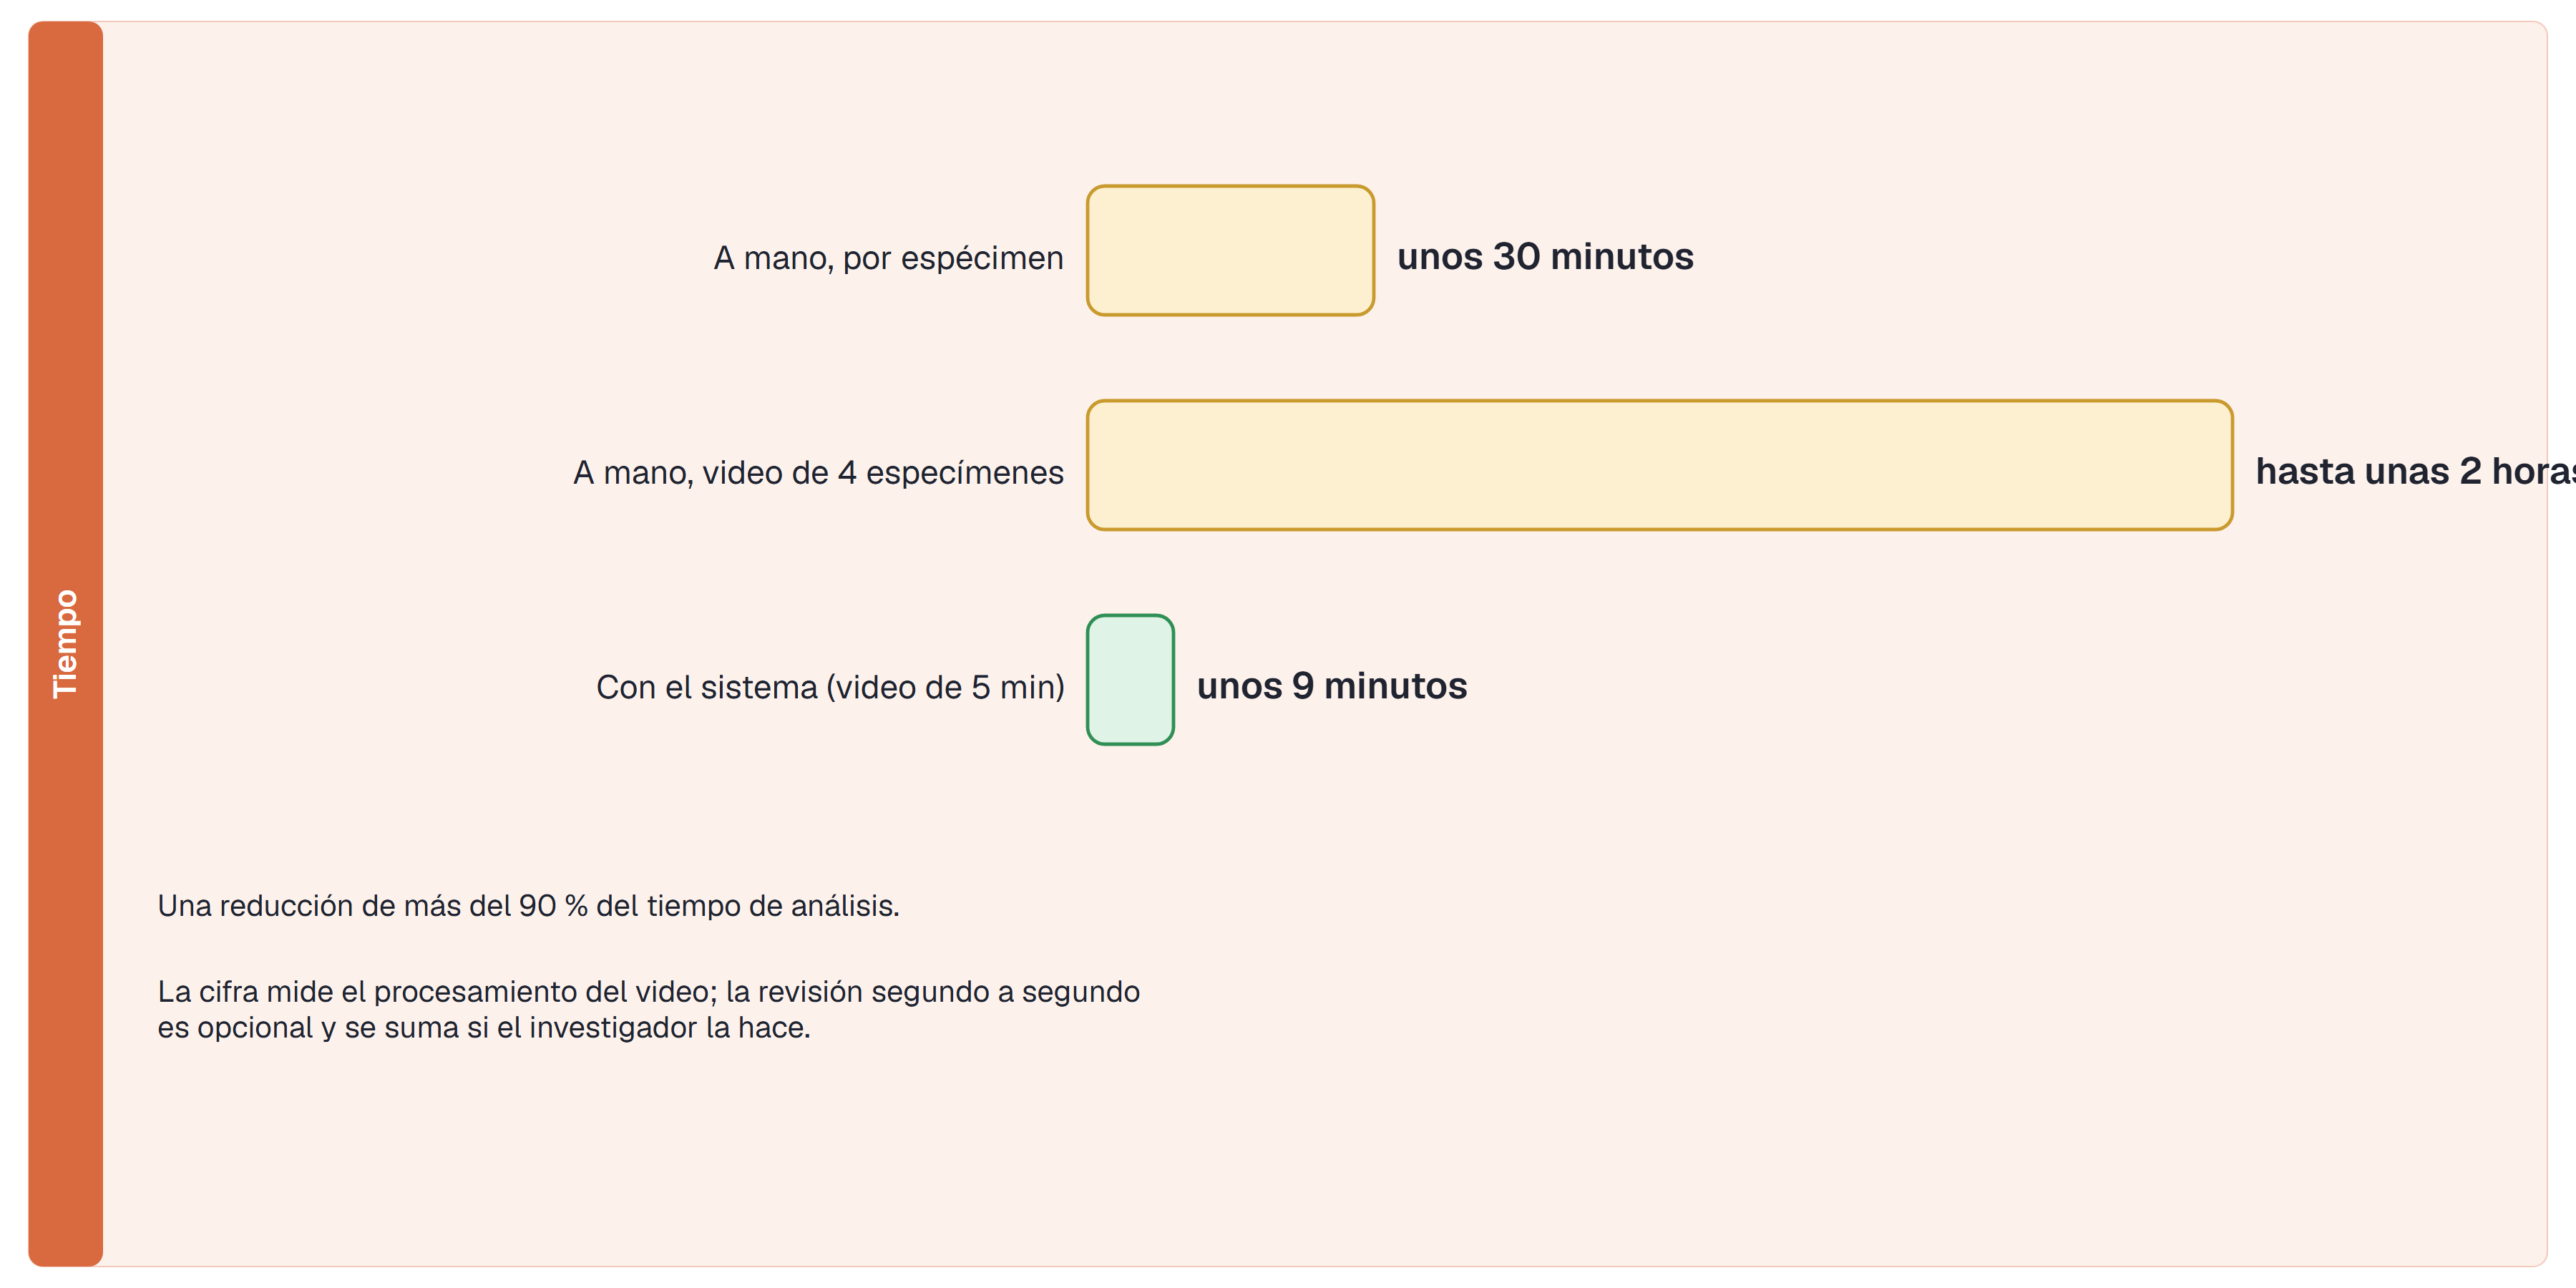 Tiempo
A mano, por espécimen
unos 30 minutos
A mano, video de 4 especímenes
hasta unas 2 horas
Con el sistema (video de 5 min)
unos 9 minutos
Una reducción de más del 90 % del tiempo de análisis.
La cifra mide el procesamiento del video; la revisión segundo a segundo
es opcional y se suma si el investigador la hace.